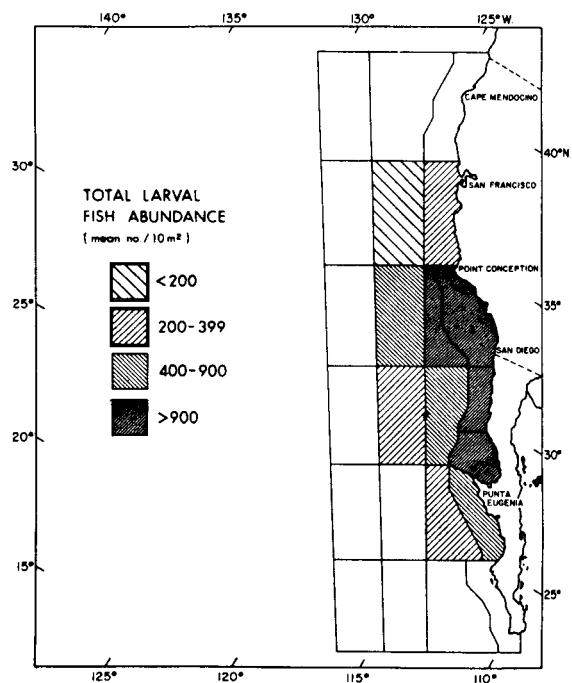 140° 135° 130° 125° W.
CAPE MENDOCINO
40°N
30°
SAN FRANCISCO
TOTAL LARVAL
FISH ABUNDANCE
( mean no. / 10 m² )
<200
200-399
400-900
>900
POINT CONCEPTION
35°
25°
SAN DIEGO
20°
30°
PUNTA
EUGENIA
15°
25°
125° 120° 115° 110°